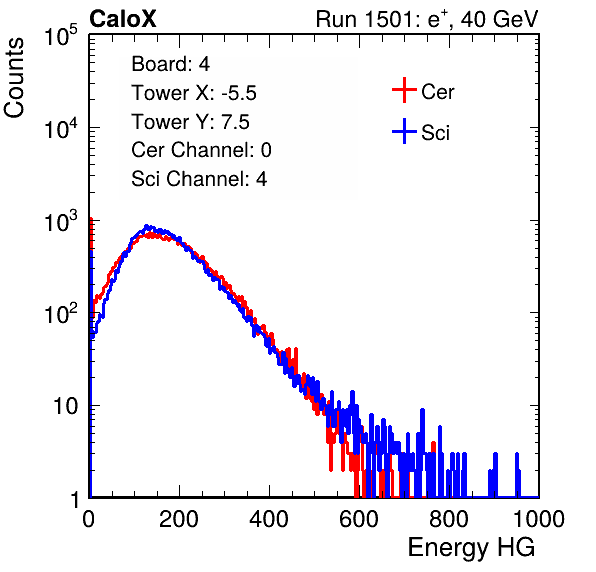 CaloX Run 1501: e⁺, 40 GeV
Counts
10⁵
10⁴
10³
10²
10
1
Board: 4
Tower X: -5.5
Tower Y: 7.5
Cer Channel: 0
Sci Channel: 4
Cer
Sci
0 200 400 600 800 1000
Energy HG